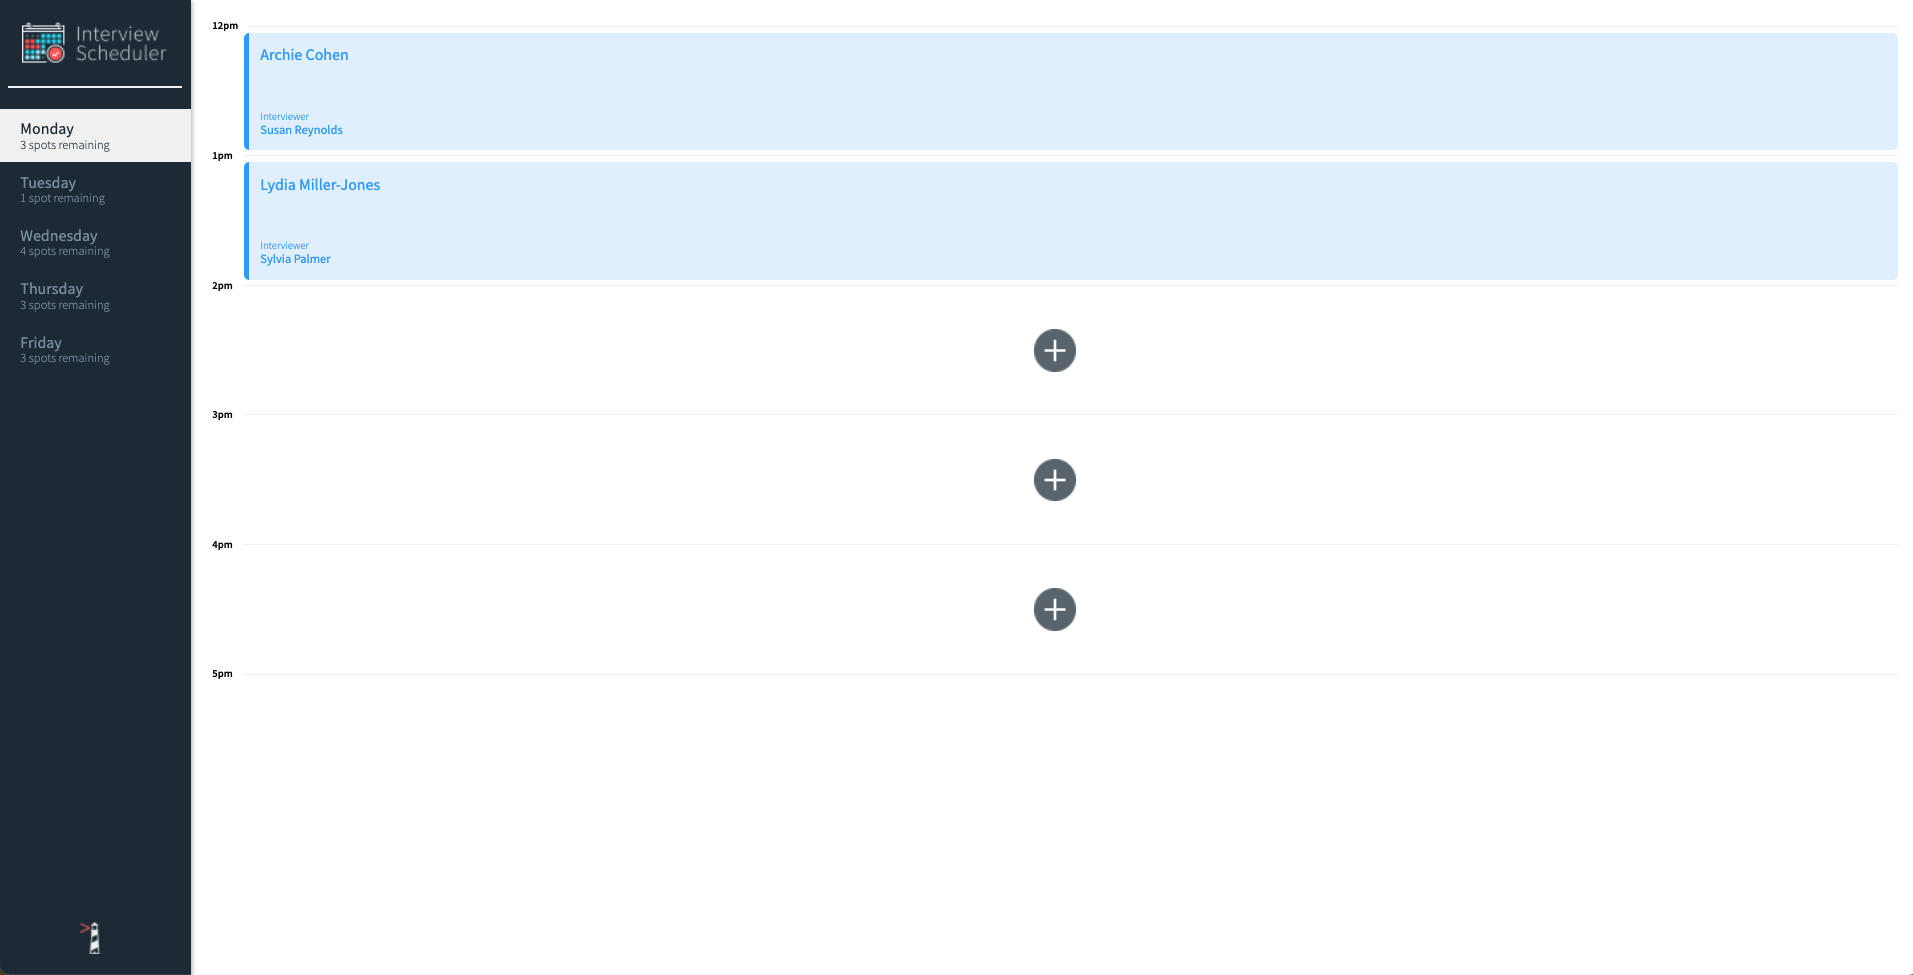 Interview
Scheduler
Monday
3 spots remaining
Tuesday
1 spot remaining
Wednesday
4 spots remaining
Thursday
3 spots remaining
Friday
3 spots remaining
>
12pm
Archie Cohen
Interviewer
Susan Reynolds
1pm
Lydia Miller-Jones
Interviewer
Sylvia Palmer
2pm
3pm
4pm
5pm